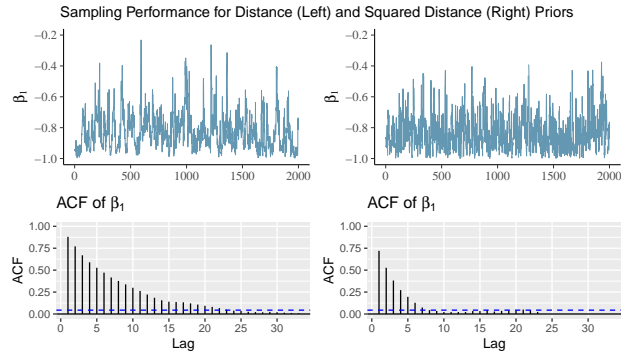 Sampling Performance for Distance (Left) and Squared Distance (Right) Priors
−0.2
−0.4
−0.6
−0.8
−1.0
β1
0 500 1000 1500 2000
−0.2
−0.4
−0.6
−0.8
−1.0
β1
0 500 1000 1500 2000
ACF of β1
1.00
0.75
0.50
0.25
0.00
ACF
0 5 10 15 20 25 30
Lag
ACF of β1
1.00
0.75
0.50
0.25
0.00
ACF
0 5 10 15 20 25 30
Lag